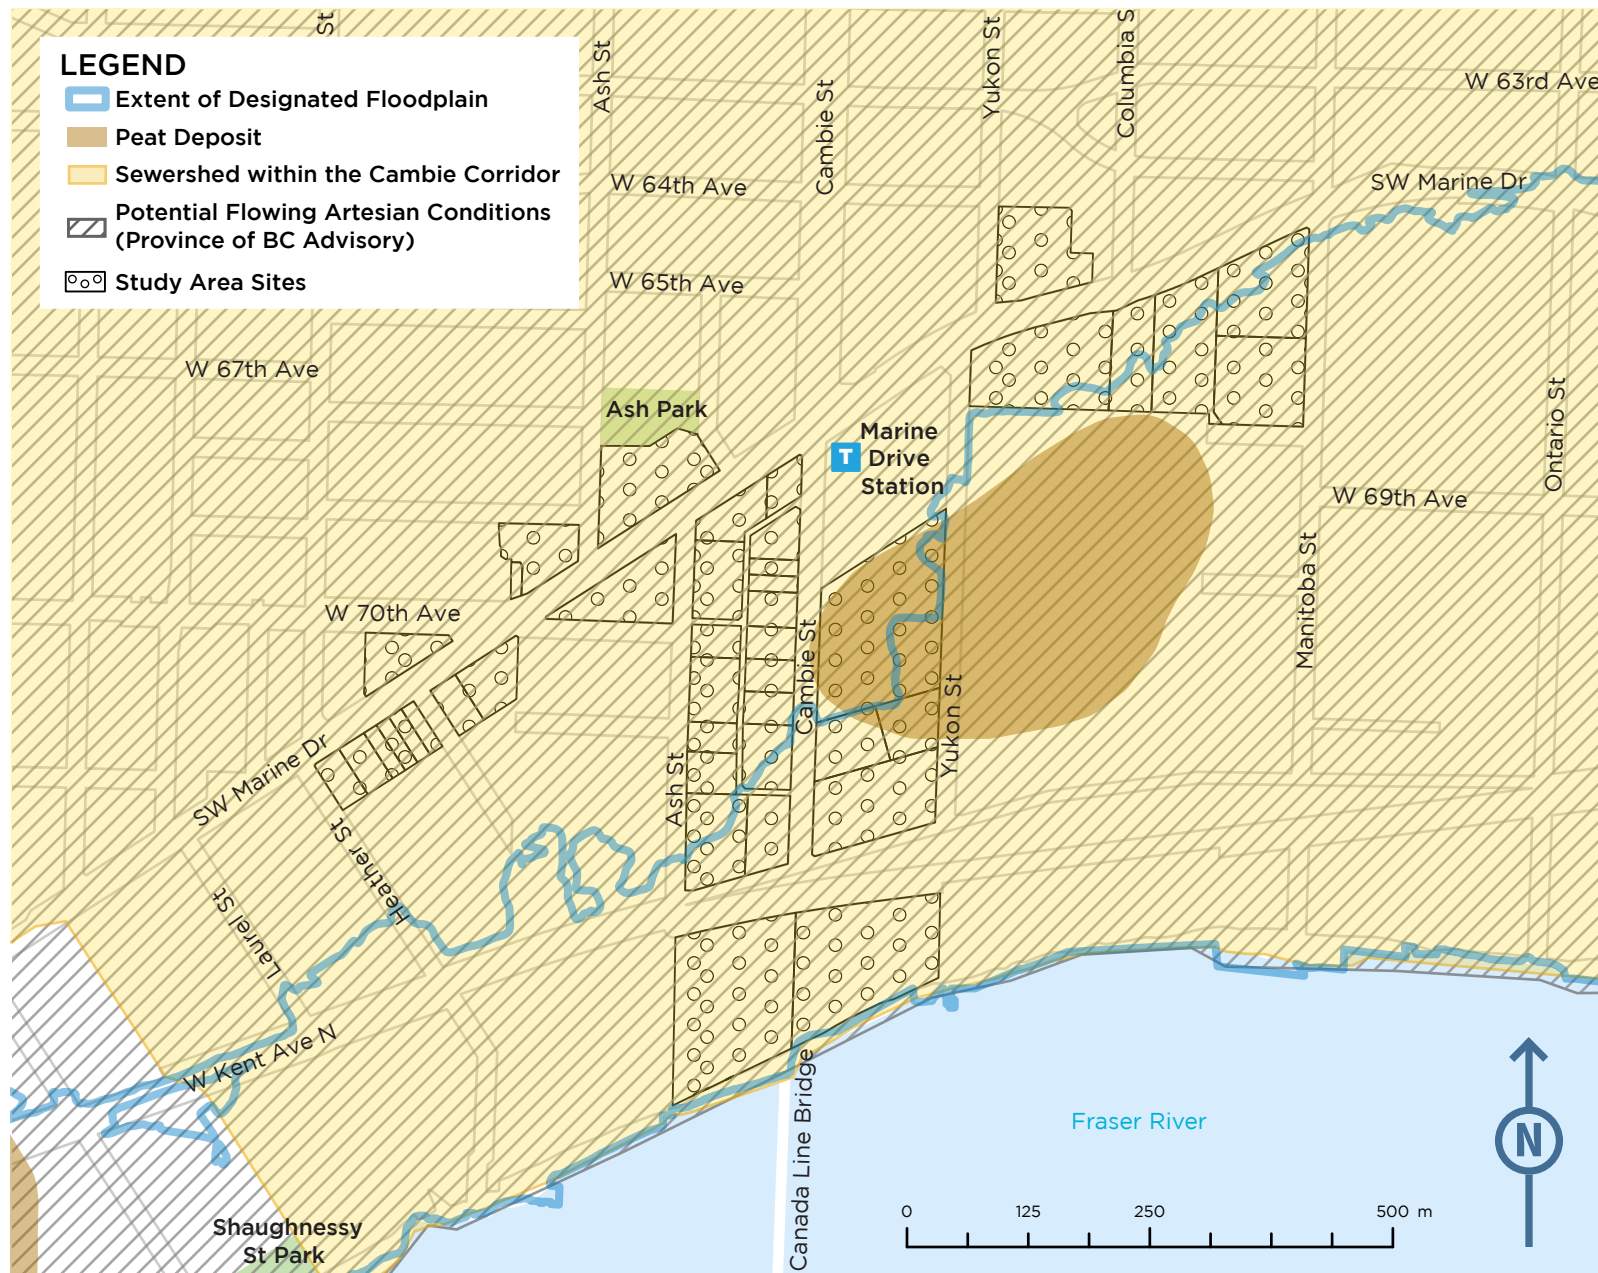 St
LEGEND
Extent of Designated Floodplain
Peat Deposit
Sewershed within the Cambie Corridor
Potential Flowing Artesian Conditions
(Province of BC Advisory)
Study Area Sites
Ash St
Cambie St
Yukon St
Columbia S
W 63rd Ave
W 64th Ave
SW Marine Dr
W 65th Ave
W 67th Ave
Ash Park
Marine
Drive
Station
T
Ontario St
W 69th Ave
Manitoba St
W 70th Ave
Cambie St
Yukon St
Ash St
SW Marine Dr
Heather St
Laurel St
W Kent Ave N
Canada Line Bridge
Fraser River
N
Shaughnessy
St Park
0 125 250 500 m